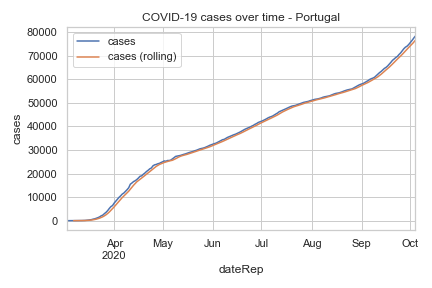 COVID-19 cases over time - Portugal
80000
70000
60000
50000
40000
30000
20000
10000
0
cases
cases
cases (rolling)
Apr
2020
May
Jun
Jul
Aug
Sep
Oct
dateRep